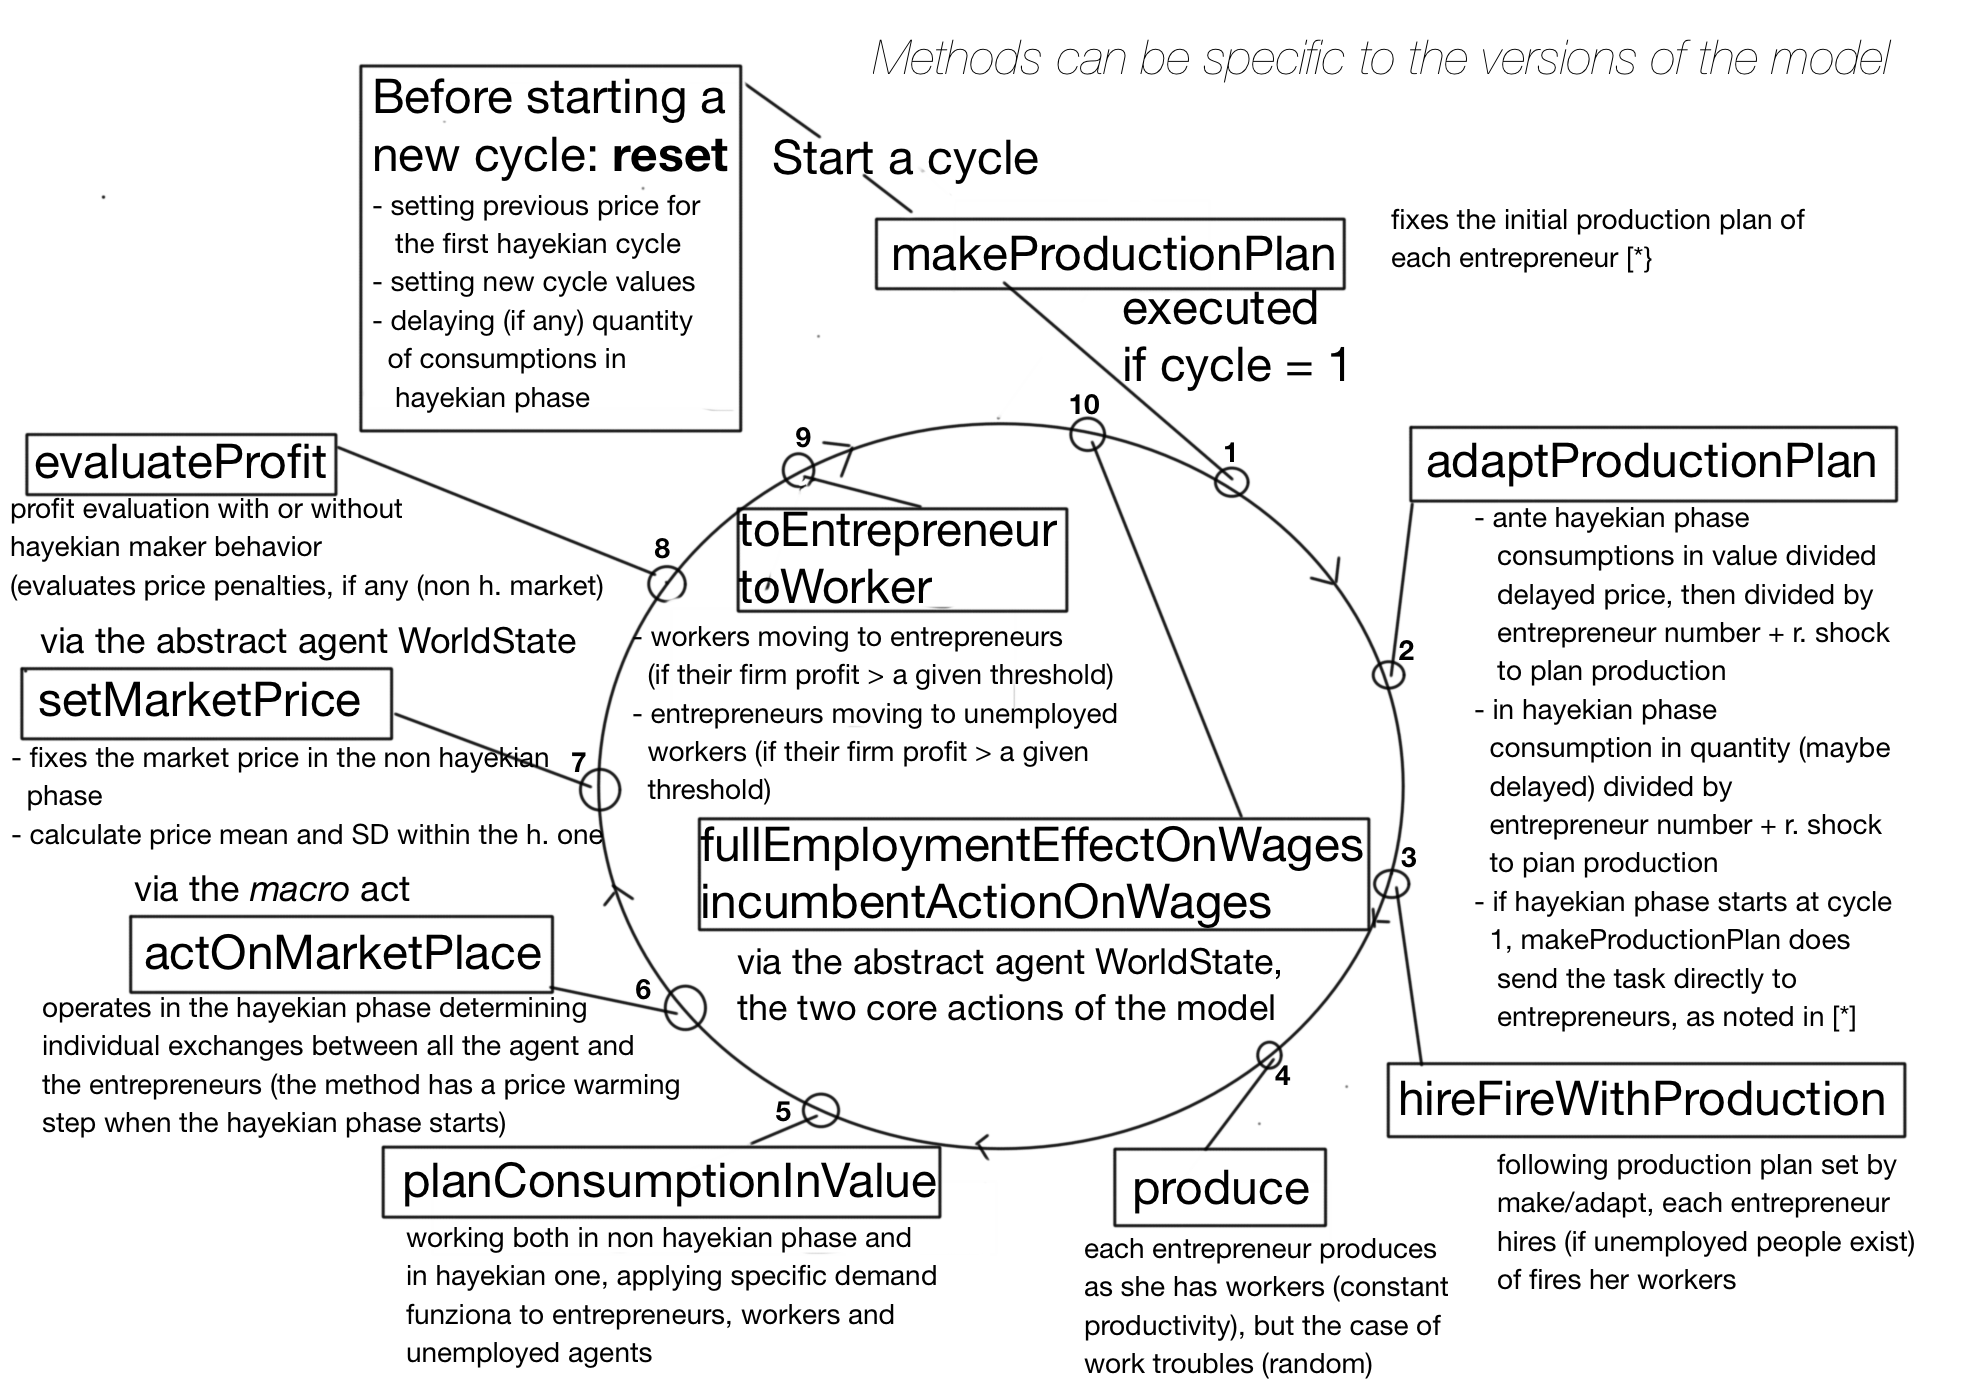 Methods can be specific to the versions of the model
Before starting a
new cycle: reset
- setting previous price for
the first hayekian cycle
- setting new cycle values
- delaying (if any) quantity
of consumptions in
hayekian phase
Start a cycle
makeProductionPlan
executed
if cycle = 1
fixes the initial production plan of
each entrepreneur [*}
10
1
adaptProductionPlan
- ante hayekian phase
consumptions in value divided
delayed price, then divided by
entrepreneur number + r. shock
to plan production
- in hayekian phase
consumption in quantity (maybe
delayed) divided by
entrepreneur number + r. shock
to pian production
- if hayekian phase starts at cycle
1, makeProductionPlan does
send the task directly to
entrepreneurs, as noted in [*]
2
3
hireFireWithProduction
following production plan set by
make/adapt, each entrepreneur
hires (if unemployed people exist)
of fires her workers
4
produce
each entrepreneur produces
as she has workers (constant
productivity), but the case of
work troubles (random)
5
planConsumptionInValue
working both in non hayekian phase and
in hayekian one, applying specific demand
funziona to entrepreneurs, workers and
unemployed agents
via the macro act
actOnMarketPlace
6
operates in the hayekian phase determining
individual exchanges between all the agent and
the entrepreneurs (the method has a price warming
step when the hayekian phase starts)
via the abstract agent WorldState
setMarketPrice
7
- fixes the market price in the non hayekian
phase
- calculate price mean and SD within the h. one
evaluateProfit
8
profit evaluation with or without
hayekian maker behavior
(evaluates price penalties, if any (non h. market)
9
toEntrepreneur
toWorker
- workers moving to entrepreneurs
(if their firm profit > a given threshold)
- entrepreneurs moving to unemployed
workers (if their firm profit > a given
threshold)
fullEmploymentEffectOnWages
incumbentActionOnWages
via the abstract agent WorldState,
the two core actions of the model